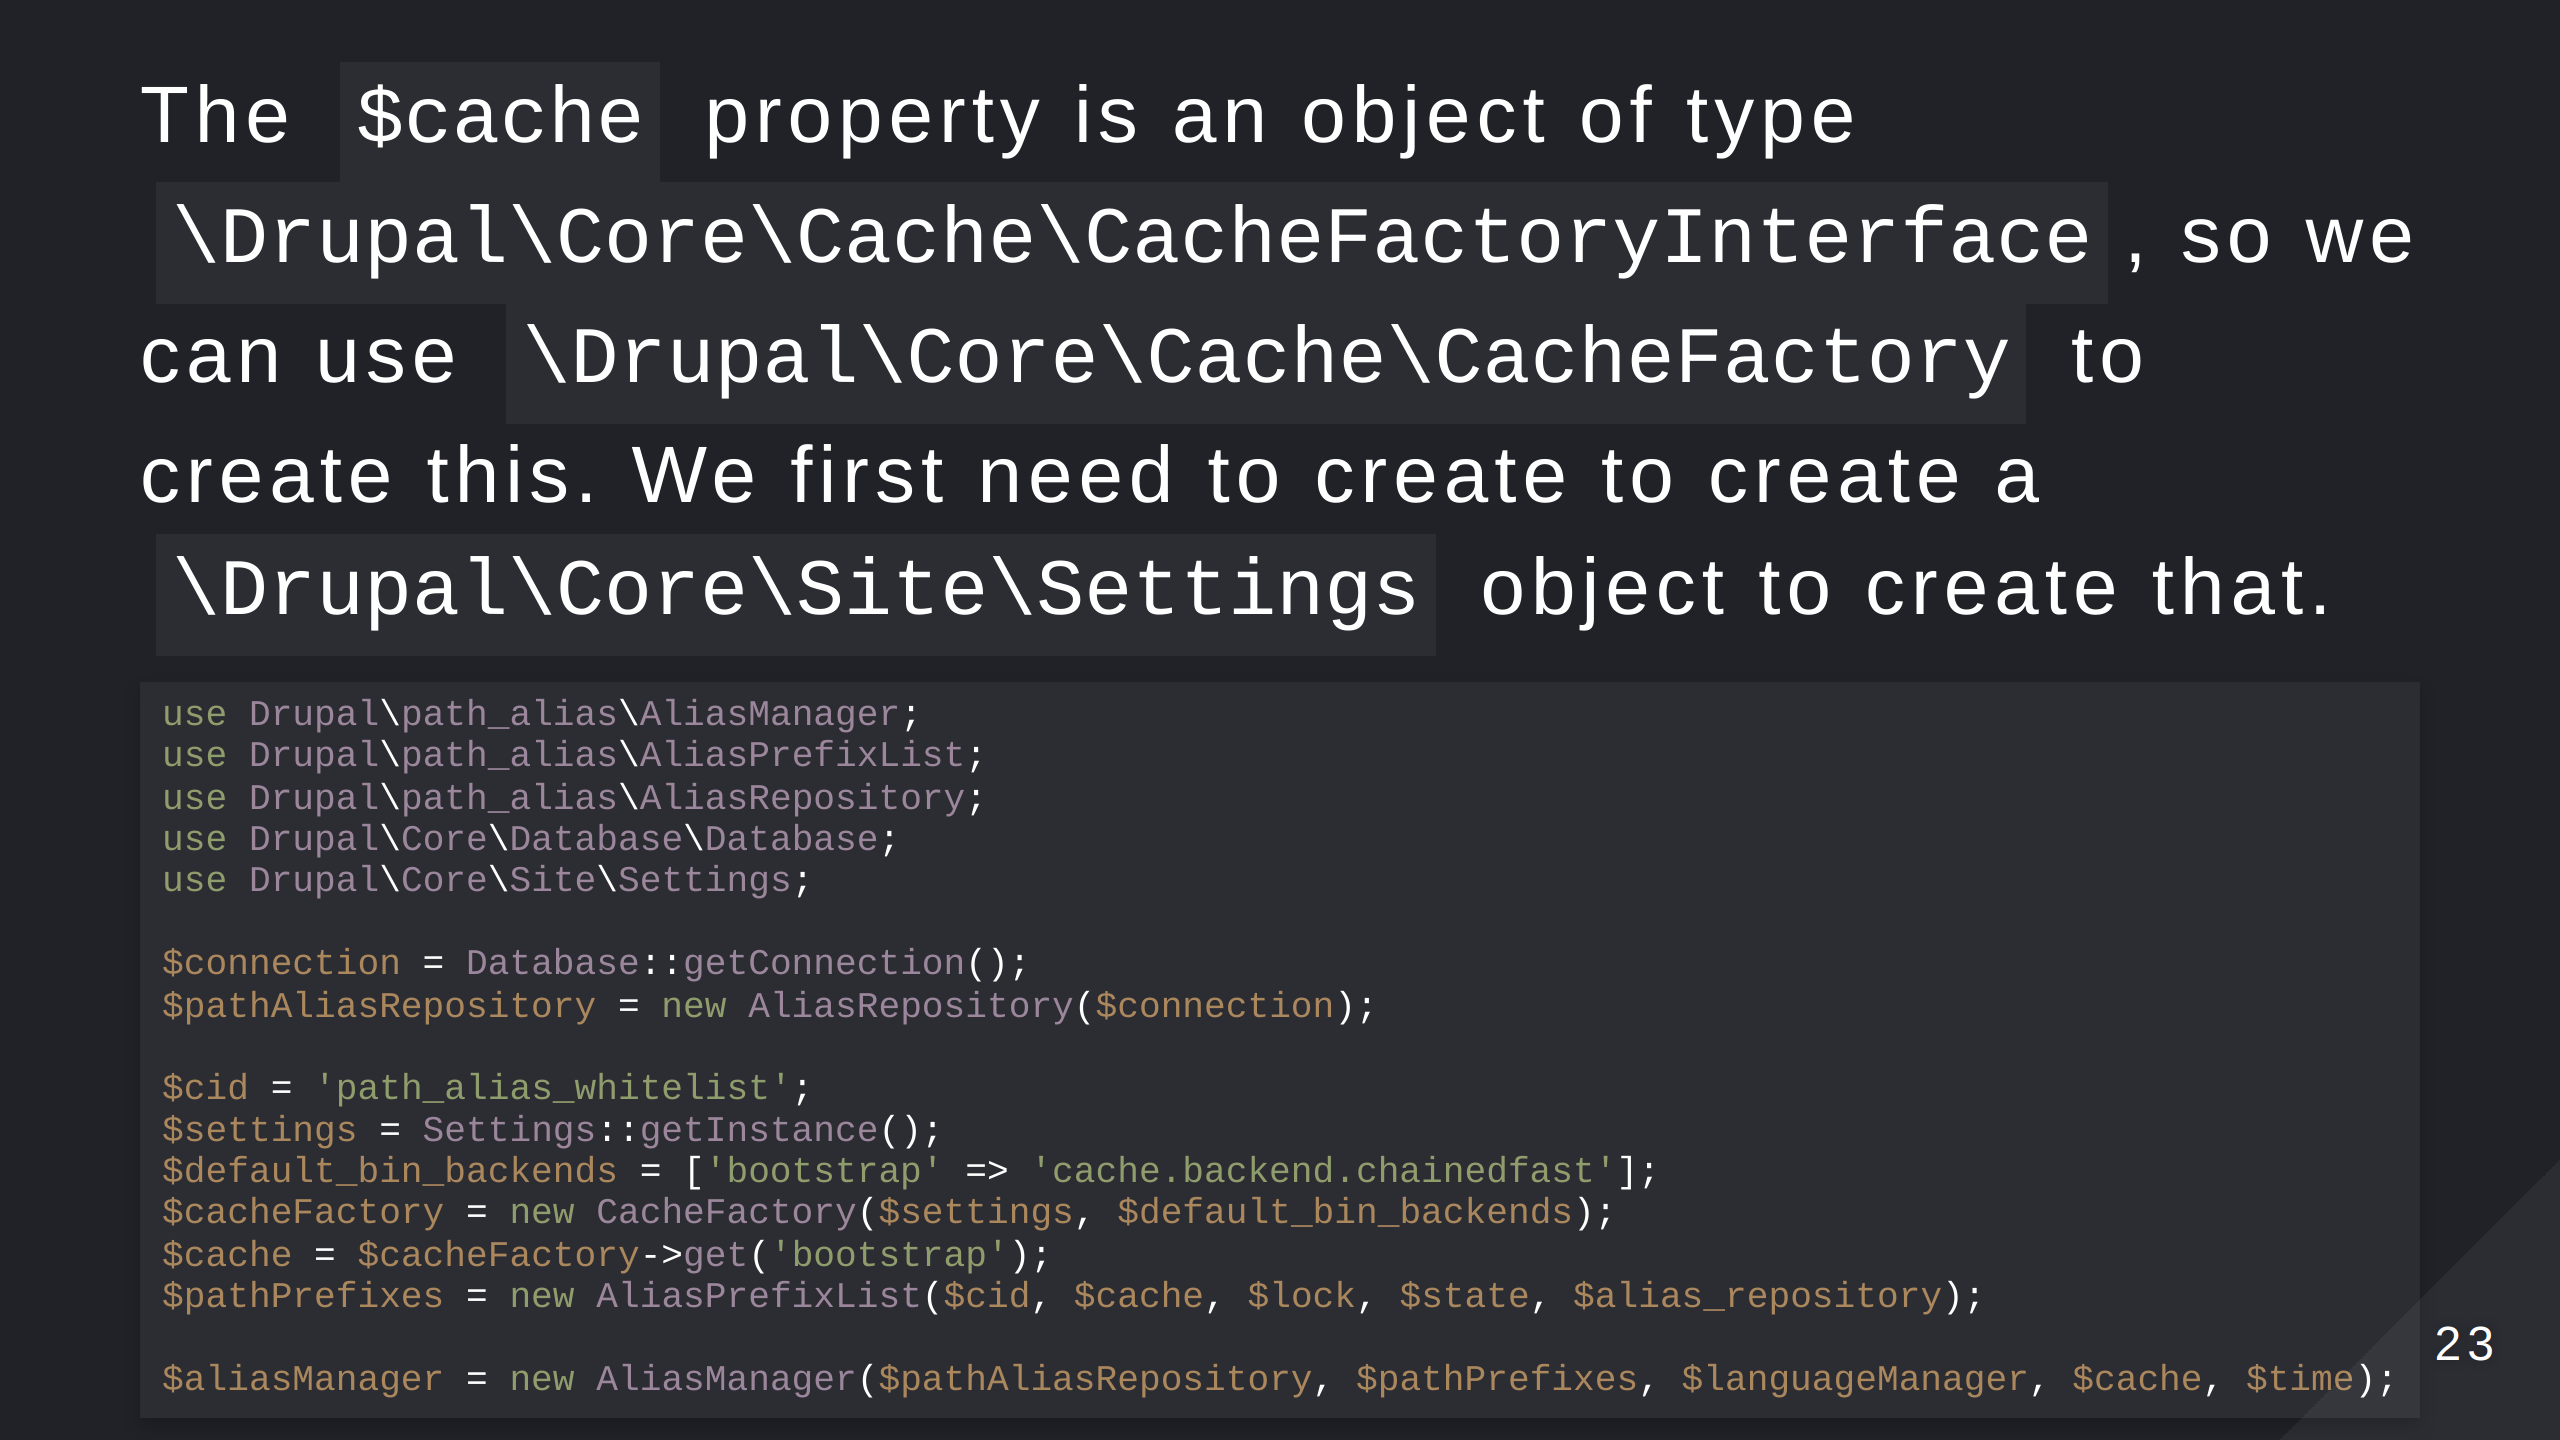 The $cache property is an object of type
\Drupal\Core\Cache\CacheFactoryInterface, so we
can use \Drupal\Core\Cache\CacheFactory to
create this. We first need to create to create a
\Drupal\Core\Site\Settings object to create that.
use Drupal\path_alias\AliasManager;
use Drupal\path_alias\AliasPrefixList;
use Drupal\path_alias\AliasRepository;
use Drupal\Core\Database\Database;
use Drupal\Core\Site\Settings;
$connection = Database::getConnection();
$pathAliasRepository = new AliasRepository($connection);
$cid = 'path_alias_whitelist';
$settings = Settings::getInstance();
$default_bin_backends = ['bootstrap' => 'cache.backend.chainedfast'];
$cacheFactory = new CacheFactory($settings, $default_bin_backends);
$cache = $cacheFactory->get('bootstrap');
$pathPrefixes = new AliasPrefixList($cid, $cache, $lock, $state, $alias_repository);
$aliasManager = new AliasManager($pathAliasRepository, $pathPrefixes, $languageManager, $cache, $time);
23